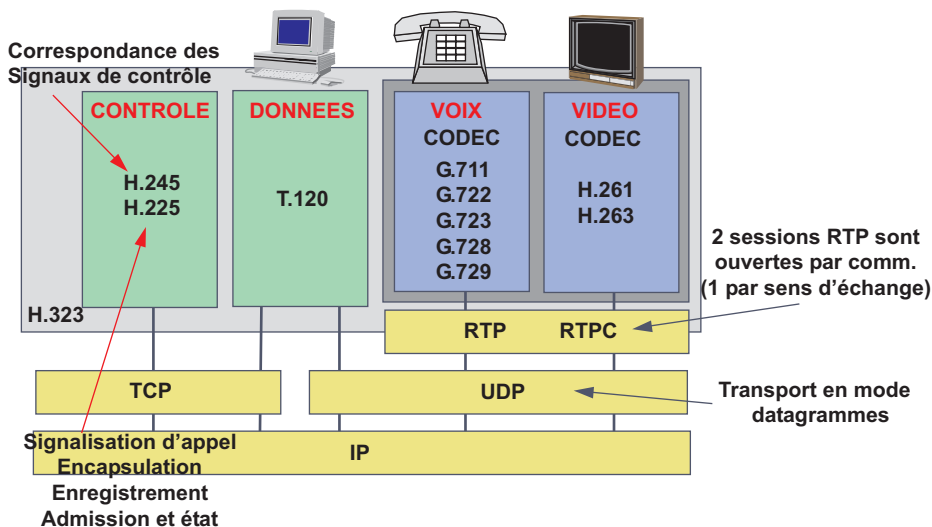 Correspondance des
Signaux de contrôle
CONTROLE
H.245
H.225
DONNEES
T.120
VOIX
CODEC
G.711
G.722
G.723
G.728
G.729
VIDEO
CODEC
H.261
H.263
2 sessions RTP sont
ouvertes par comm.
(1 par sens d’échange)
H.323
RTP
RTPC
TCP
UDP
Transport en mode
datagrammes
IP
Signalisation d’appel
Encapsulation
Enregistrement
Admission et état